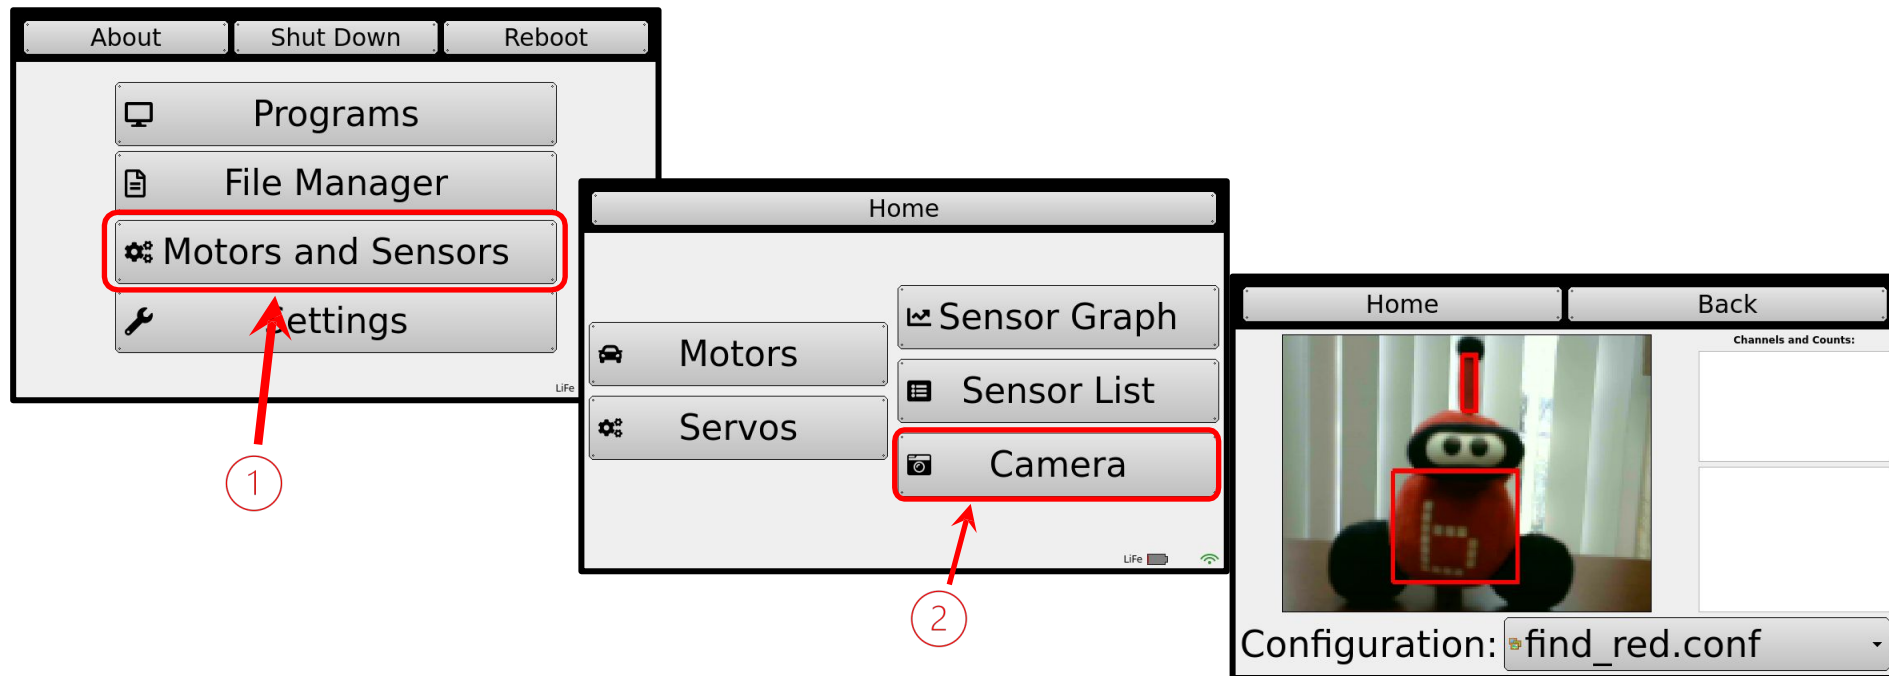 About
Shut Down
Reboot
Programs
File Manager
Motors and Sensors
Settings
LiFe
1
Home
Motors
Servos
Sensor Graph
Sensor List
Camera
LiFe
2
Home
Back
Channels and Counts:
b
Configuration:
find_red.conf